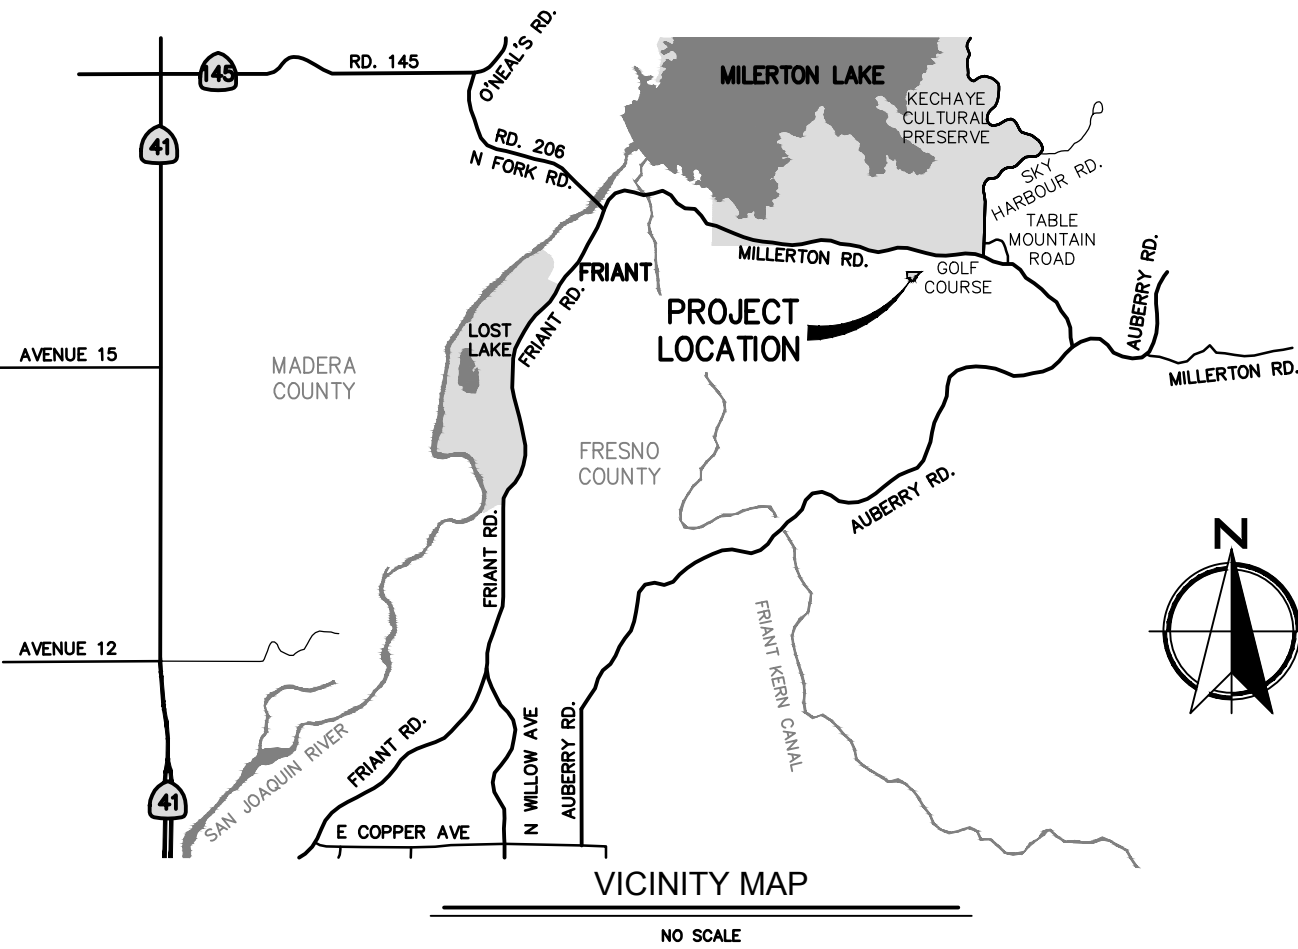 O'NEAL'S RD.
RD. 145
145
MILERTON LAKE
KECHAYE
CULTURAL
PRESERVE
41
RD. 206
N FORK RD.
SKY
HARBOUR RD.
TABLE
MOUNTAIN
ROAD
MILLERTON RD.
AUBERRY RD.
FRIANT
GOLF
COURSE
FRIANT RD.
PROJECT
LOCATION
LOST
LAKE
AVENUE 15
MADERA
COUNTY
MILLERTON RD.
FRESNO
COUNTY
AUBERRY RD.
FRIANT RD.
N
FRIANT KERN CANAL
AVENUE 12
FRIANT RD.
N WILLOW AVE
AUBERRY RD.
SAN JOAQUIN RIVER
41
E COPPER AVE
VICINITY MAP
NO SCALE